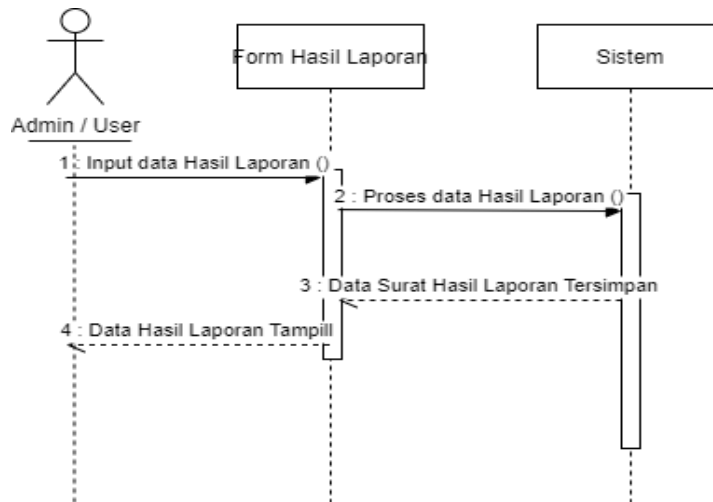 Form Hasil Laporan
Sistem
Admin / User
1 : Input data Hasil Laporan ()
2 : Proses data Hasil Laporan ()
3 : Data Surat Hasil Laporan Tersimpan
4 : Data Hasil Laporan Tampill